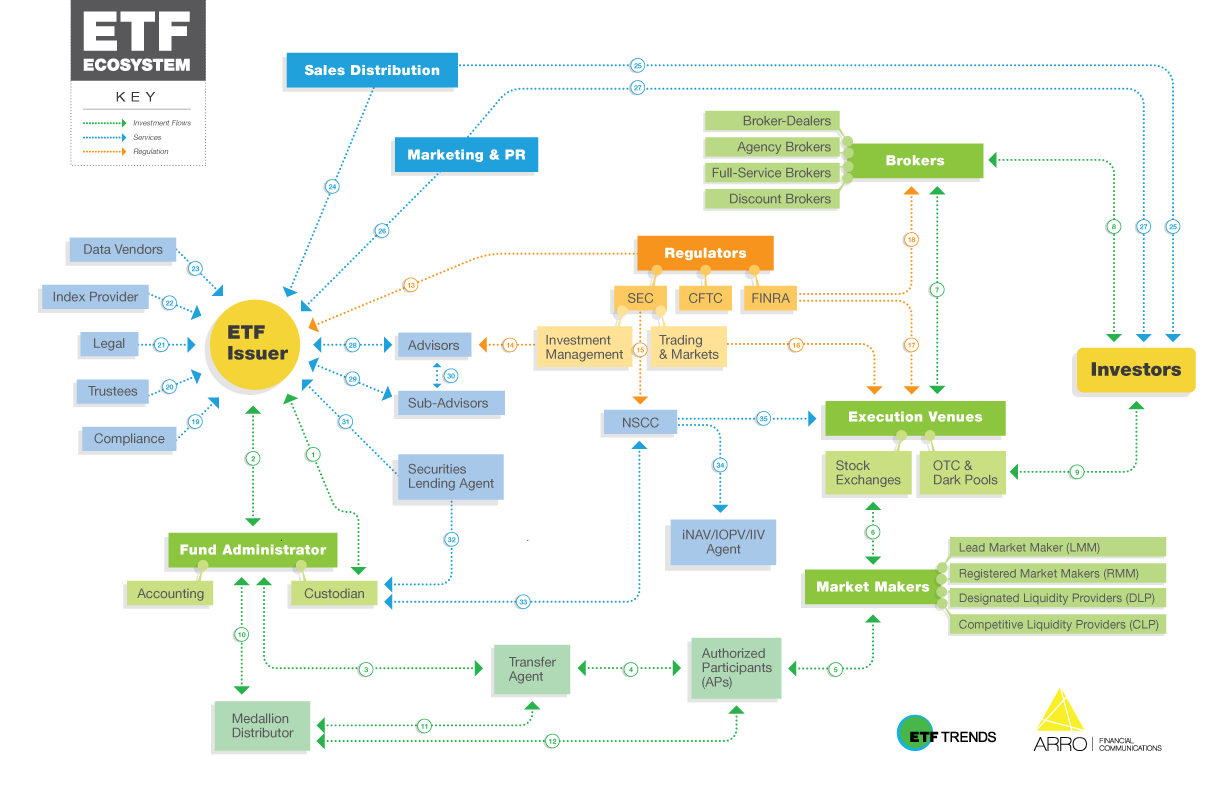 ETF
ECOSYSTEM
KEY
Investment Flows
Services
Regulation
Sales Distribution
25
27
Marketing & PR
Broker-Dealers
Agency Brokers
Full-Service Brokers
Discount Brokers
Brokers
24
26
18
8
27
25
Data Vendors
23
Index Provider
22
Legal
21
Trustees
20
Compliance
19
ETF
Issuer
13
Regulators
SEC
CFTC
FINRA
7
28
Advisors
14
Investment
Management
15
Trading
& Markets
16
17
29
30
Sub-Advisors
31
Investors
NSCC
35
34
Execution Venues
Stock
Exchanges
OTC &
Dark Pools
9
2
1
Securities
Lending Agent
32
iNAV/IOPV/IIV
Agent
6
Fund Administrator
Accounting
Custodian
33
Market Makers
Lead Market Maker (LMM)
Registered Market Makers (RMM)
Designated Liquidity Providers (DLP)
Competitive Liquidity Providers (CLP)
10
3
Transfer
Agent
4
Authorized
Participants
(APs)
5
Medallion
Distributor
11
12
ETF TRENDS
ARRO
FINANCIAL
COMMUNICATIONS